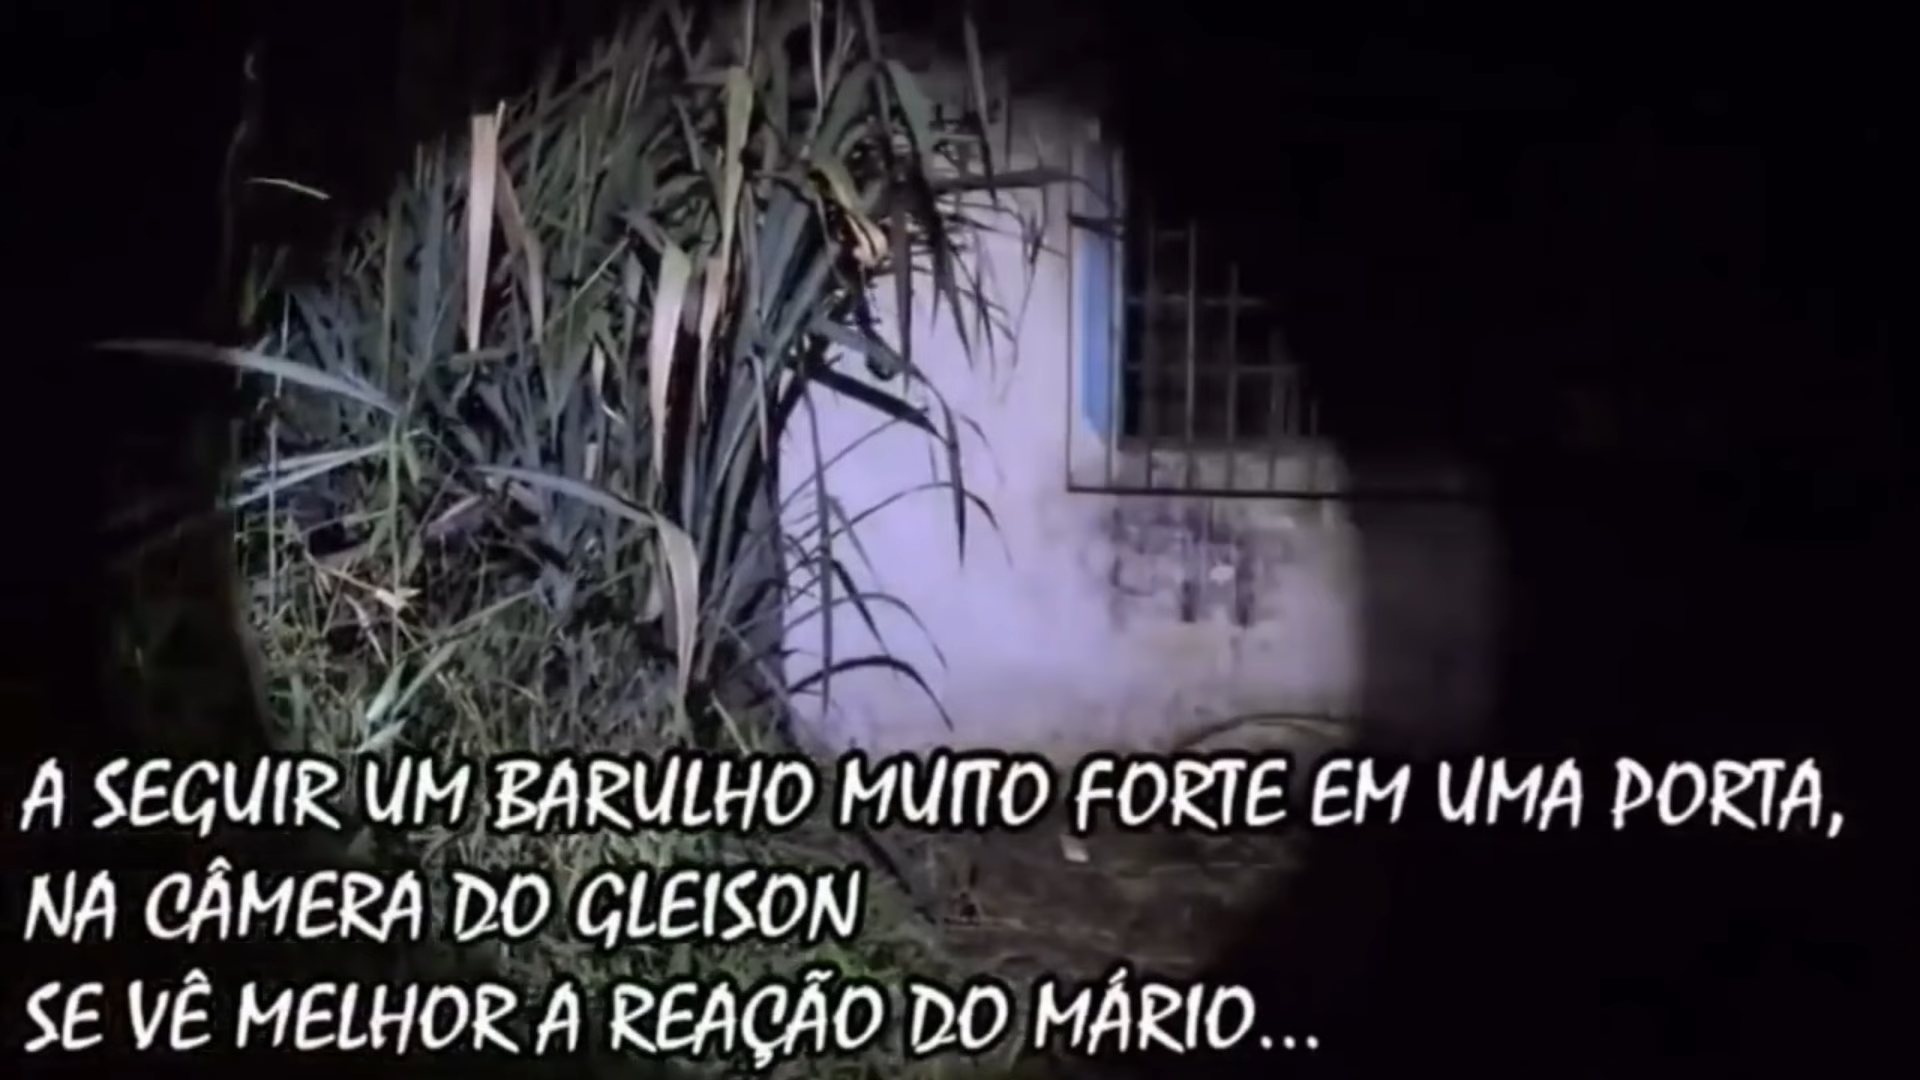 A SEGUIR UM BARULHO MUITO FORTE EM UMA PORTA,
NA CÂMERA DO GLEISON
SE VÊ MELHOR A REAÇÃO DO MÁRIO...